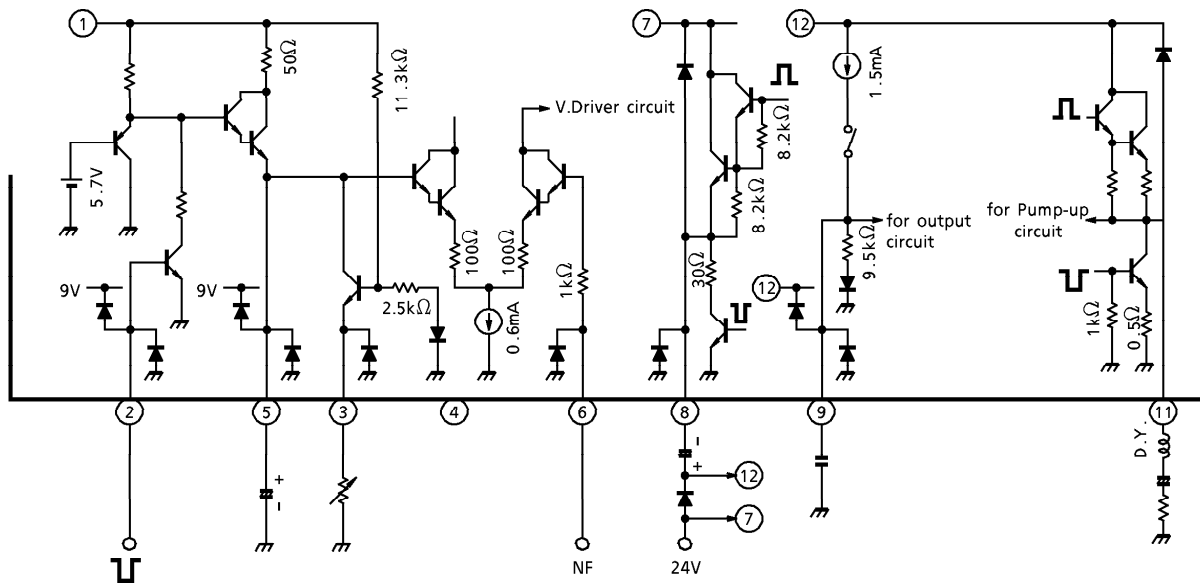 1
7
12
50Ω
11.3kΩ
V.Driver circuit
8.2kΩ
1.5mA
5.7V
8.2kΩ
for output
circuit
for Pump-up
circuit
100Ω
100Ω
1kΩ
30Ω
9.5kΩ
9V
9V
2.5kΩ
0.6mA
12
1kΩ
0.5Ω
2
5
3
4
6
8
9
11
D.Y.
+
-
-
+
12
7
NF
24V